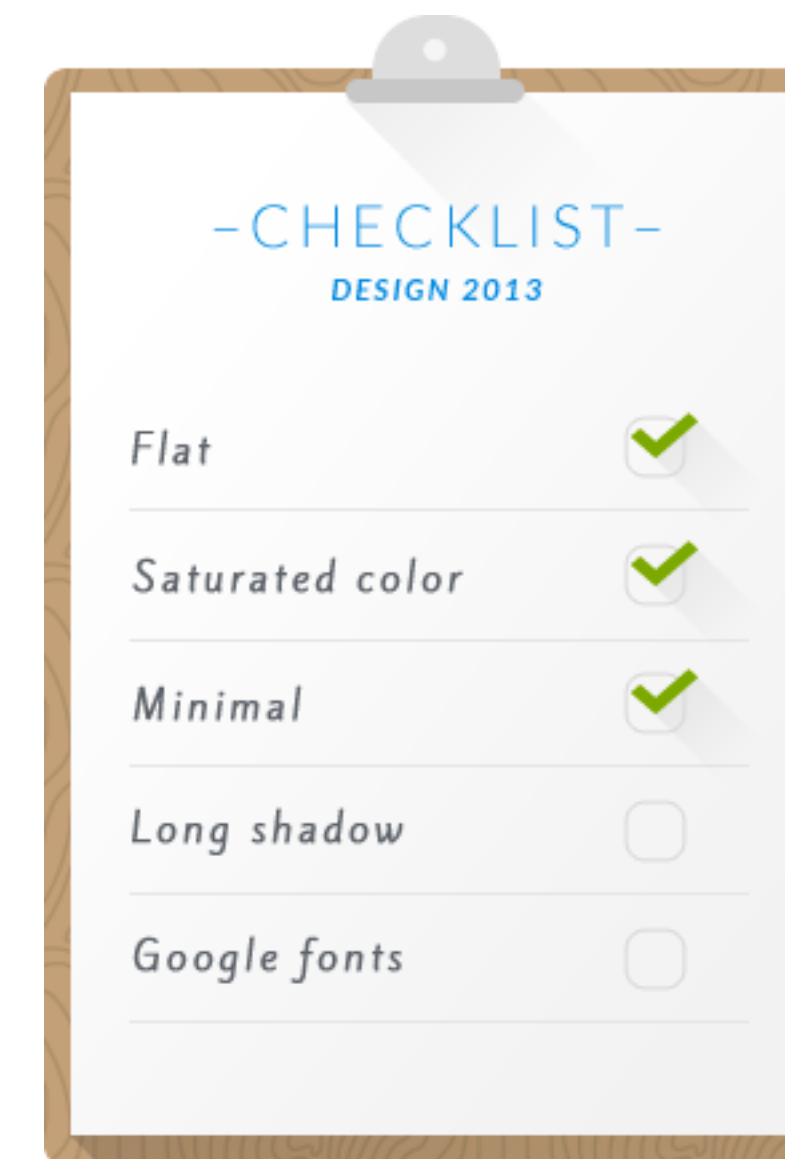 -CHECKLIST-
DESIGN 2013
Flat
Saturated color
Minimal
Long shadow
Google fonts